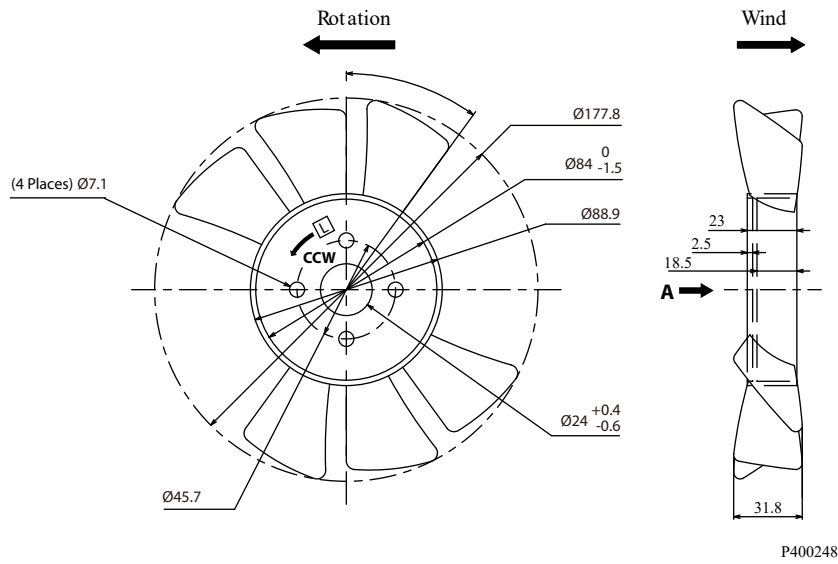 Rotation
Wind
Ø177.8
Ø84 0 -1.5
(4 Places) Ø7.1
Ø88.9
L
CCW
23
2.5
18.5
A
Ø24 +0.4 -0.6
Ø45.7
31.8
P400248